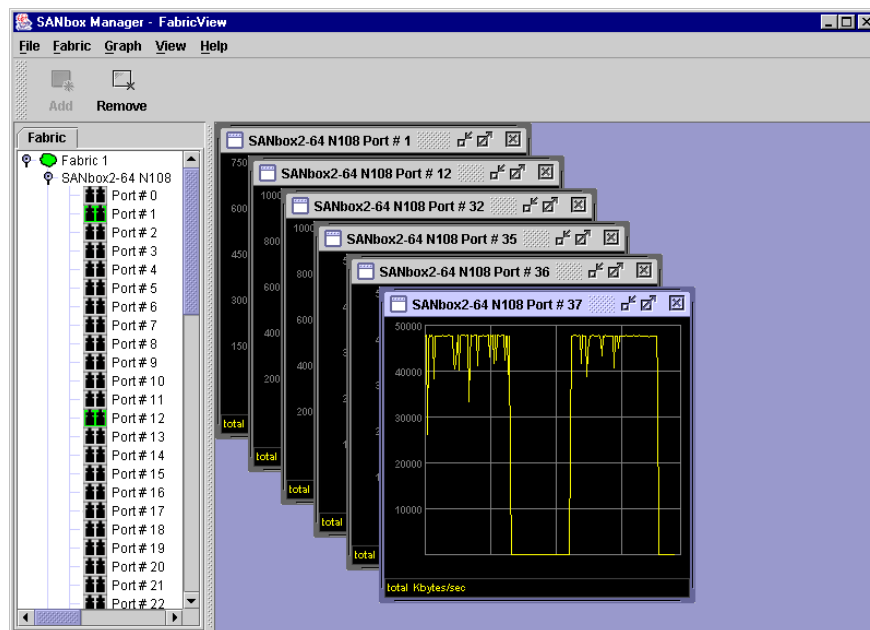 SANbox Manager - FabricView
File Fabric Graph View Help
Add Remove
Fabric
Fabric 1
SANbox2-64 N108
Port # 0
Port # 1
Port # 2
Port # 3
Port # 4
Port # 5
Port # 6
Port # 7
Port # 8
Port # 9
Port # 10
Port # 11
Port # 12
Port # 13
Port # 14
Port # 15
Port # 16
Port # 17
Port # 18
Port # 19
Port # 20
Port # 21
Port # 22
SANbox2-64 N108 Port # 1
750
600
450
300
150
total
SANbox2-64 N108 Port # 12
1000
800
600
400
200
total
SANbox2-64 N108 Port # 32
1000
800
600
400
200
total
SANbox2-64 N108 Port # 35
total
SANbox2-64 N108 Port # 36
total
SANbox2-64 N108 Port # 37
50000
40000
30000
20000
10000
total Kbytes/sec